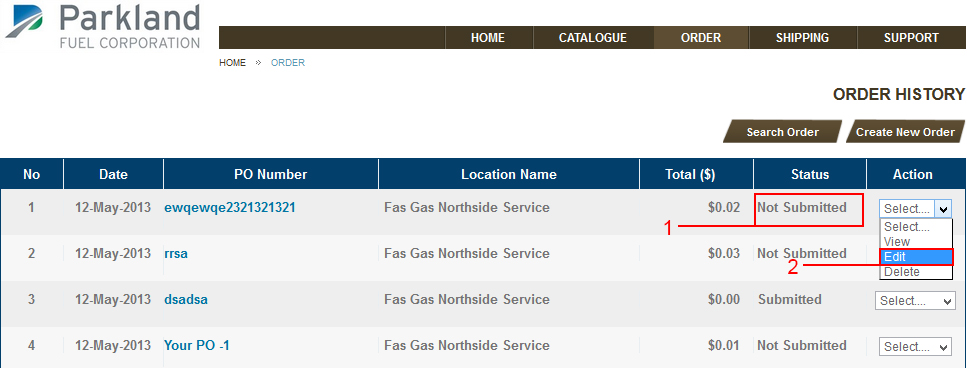 Parkland
FUEL CORPORATION
HOME CATALOGUE ORDER SHIPPING SUPPORT
HOME » ORDER
ORDER HISTORY
Search Order Create New Order
No Date PO Number Location Name Total ($) Status Action
1 12-May-2013 ewqewqe2321321321 Fas Gas Northside Service $0.02 Not Submitted Select....
1
Select....
View
2 12-May-2013 rrsa Fas Gas Northside Service $0.03 Not Submitted Edit
2
Delete
3 12-May-2013 dsadsa Fas Gas Northside Service $0.00 Submitted Select....
4 12-May-2013 Your PO -1 Fas Gas Northside Service $0.01 Not Submitted Select....